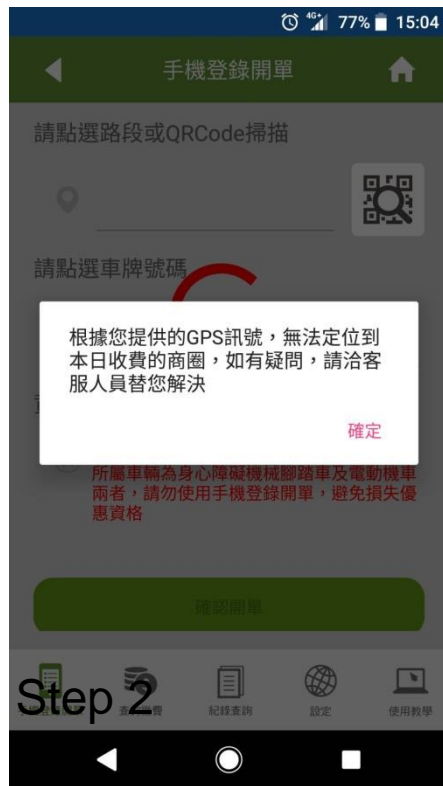 4G+ 77% 15:04
手機登錄開單
請點選路段或QRCode掃描
請點選車牌號碼
根據您提供的GPS訊號，無法定位到
本日收費的商圈，如有疑問，請洽客
服人員替您解決
確定
所屬車輛為身心障礙機械腳踏車及電動機車
兩者，請勿使用手機登錄開單，避免損失優
惠資格
確認開單
Step 2
紀錄查詢
設定
使用教學